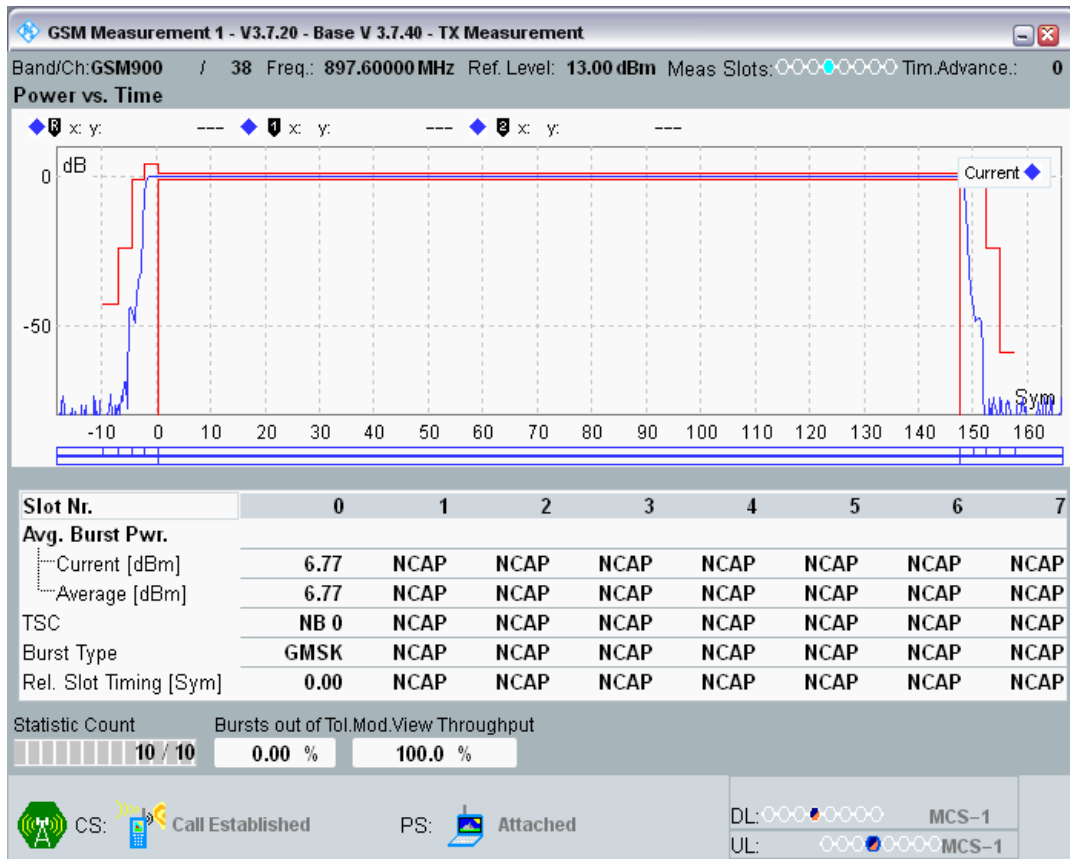 GSM Measurement 1 - V3.7.20 - Base V 3.7.40 - TX Measurement
Band/Ch:GSM900 / 38 Freq.: 897.60000 MHz Ref. Level: 13.00 dBm Meas Slots: Tim.Advance.: 0
Power vs. Time
R x: y: --- 1 x: y: --- 2 x: y: ---
dB
0
Current
-50
Sym
-10 0 10 20 30 40 50 60 70 80 90 100 110 120 130 140 150 160
Slot Nr. 0 1 2 3 4 5 6 7
Avg. Burst Pwr.
Current [dBm] 6.77 NCAP NCAP NCAP NCAP NCAP NCAP NCAP
Average [dBm] 6.77 NCAP NCAP NCAP NCAP NCAP NCAP NCAP
TSC NB 0 NCAP NCAP NCAP NCAP NCAP NCAP NCAP
Burst Type GMSK NCAP NCAP NCAP NCAP NCAP NCAP NCAP
Rel. Slot Timing [Sym] 0.00 NCAP NCAP NCAP NCAP NCAP NCAP NCAP
Statistic Count Bursts out of Tol.Mod.View Throughput
10 / 10 0.00 % 100.0 %
CS: Call Established PS: Attached
DL: MCS-1
UL: MCS-1